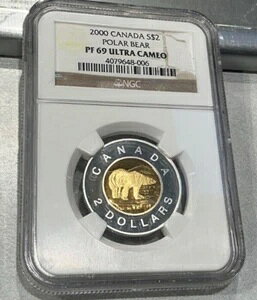 2000 CANADA S$2
POLAR BEAR
PF 69 ULTRA CAMEO
4079648-006
NGC
CANADA
2 DOLLARS